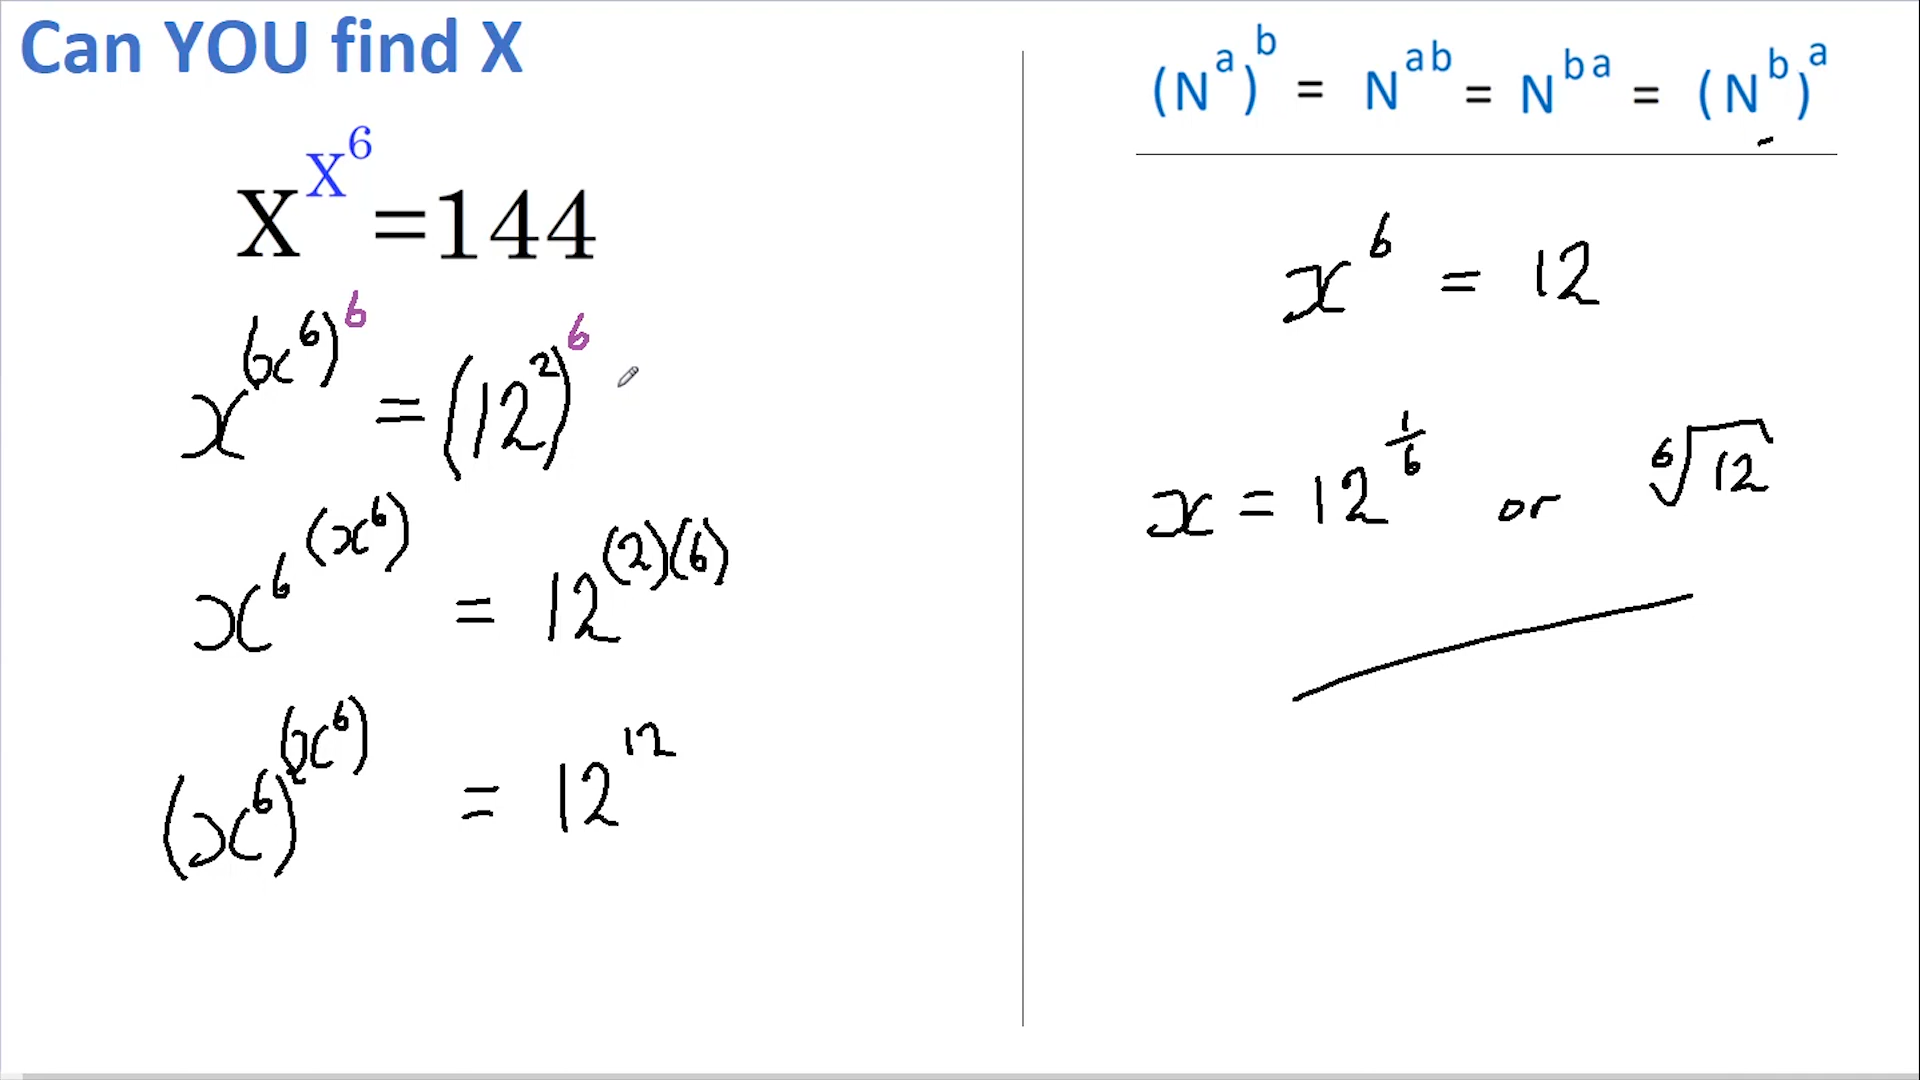 Can YOU find X
X^X^6 =144
x^(x^6)^6 = (12^2)^6
x^6^(x^6) = 12^(2)(6)
(x^6)^(x^6) = 12^12
(N^a)^b = N^ab = N^ba = (N^b)^a
x^6 = 12
x = 12^1/6 or ⁶√12